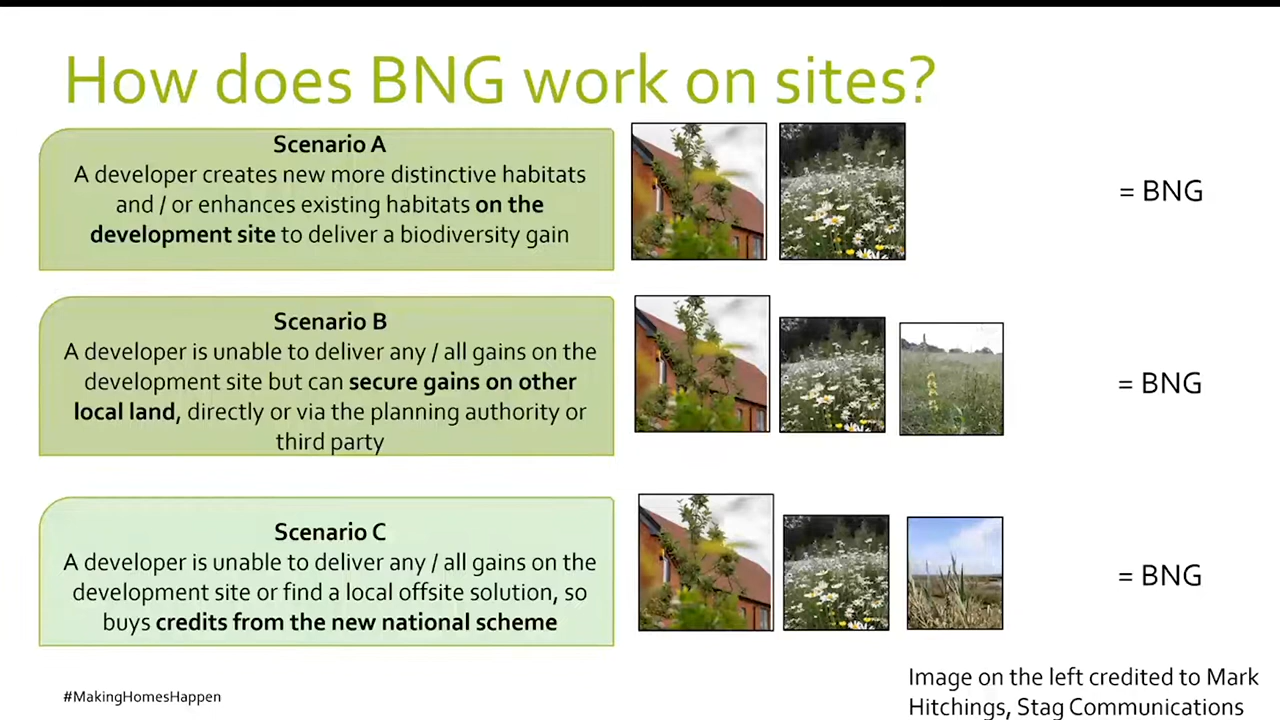 How does BNG work on sites?
Scenario A
A developer creates new more distinctive habitats
and / or enhances existing habitats on the
development site to deliver a biodiversity gain
= BNG
Scenario B
A developer is unable to deliver any / all gains on the
development site but can secure gains on other
local land, directly or via the planning authority or
third party
= BNG
Scenario C
A developer is unable to deliver any / all gains on the
development site or find a local offsite solution, so
buys credits from the new national scheme
= BNG
#MakingHomesHappen
Image on the left credited to Mark
Hitchings, Stag Communications